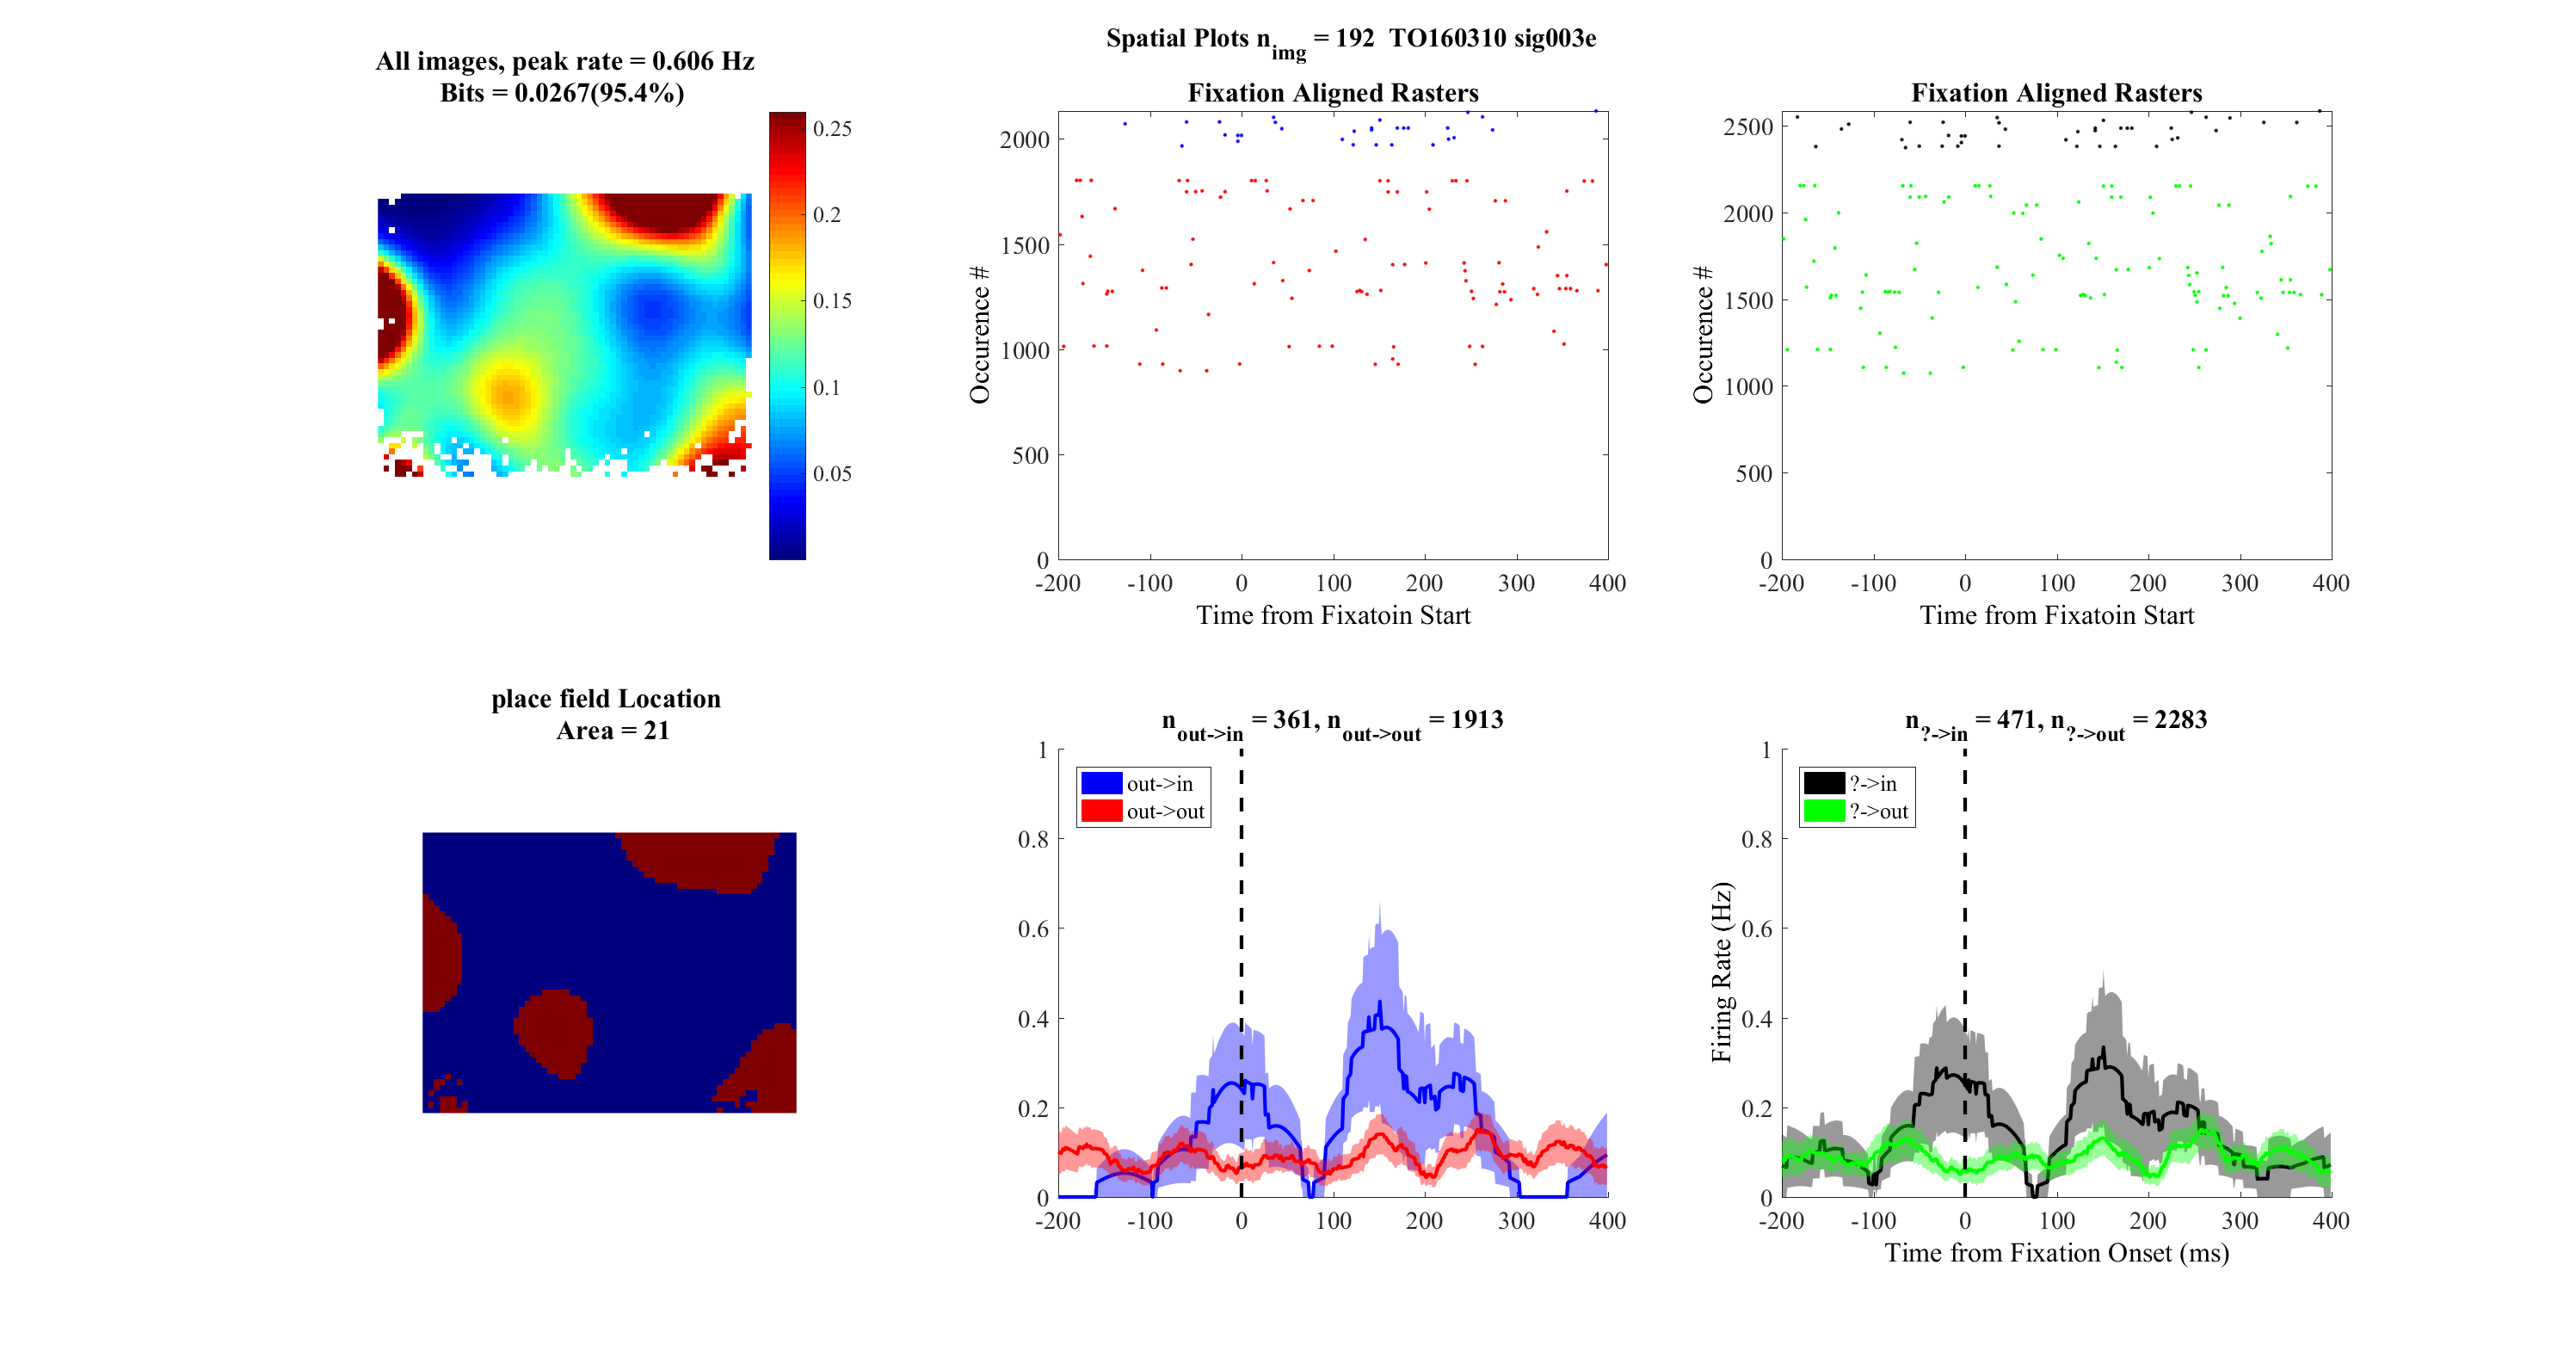 Spatial Plots n_img = 192 TO160310 sig003e
All images, peak rate = 0.606 Hz
Bits = 0.0267(95.4%)
0.25
0.2
0.15
0.1
0.05
Fixation Aligned Rasters
Occurence #
2000
1500
1000
500
0
-200 -100 0 100 200 300 400
Time from Fixatoin Start
Fixation Aligned Rasters
Occurence #
2500
2000
1500
1000
500
0
-200 -100 0 100 200 300 400
Time from Fixatoin Start
place field Location
Area = 21
n_out->in = 361, n_out->out = 1913
out->in
out->out
1
0.8
0.6
0.4
0.2
0
-200 -100 0 100 200 300 400
n_?->in = 471, n_?->out = 2283
?->in
?->out
Firing Rate (Hz)
1
0.8
0.6
0.4
0.2
0
-200 -100 0 100 200 300 400
Time from Fixation Onset (ms)